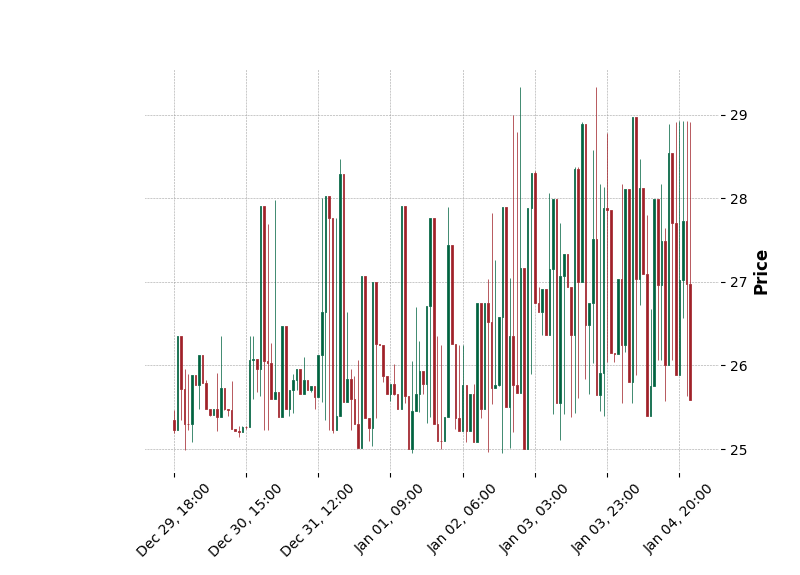 29
28
27
26
25
Price
Dec 29, 18:00
Dec 30, 15:00
Dec 31, 12:00
Jan 01, 09:00
Jan 02, 06:00
Jan 03, 03:00
Jan 03, 23:00
Jan 04, 20:00